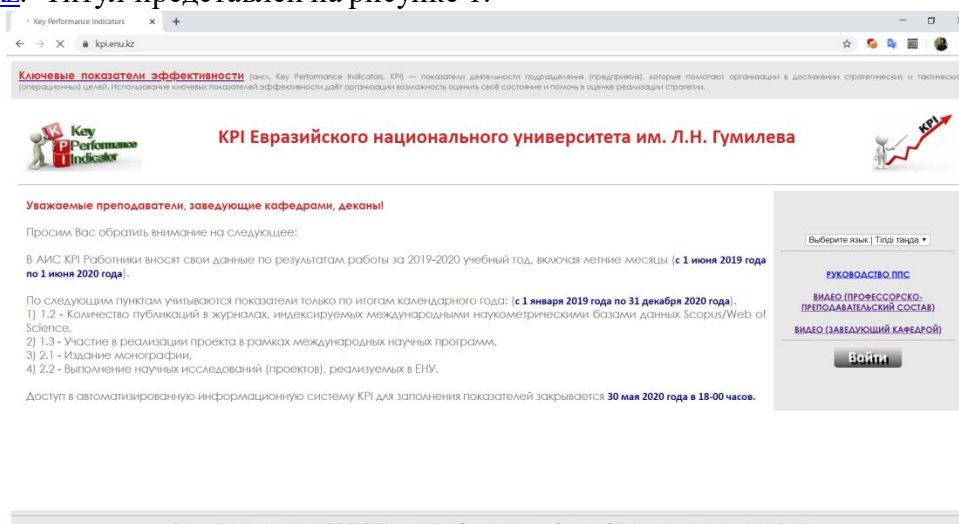 Титул представлен на рисунке 1.
Key Performance Indicators
kpi.enu.kz
Ключевые показатели эффективности (англ. Key Performance Indicators, KPI) — показатели деятельности подразделения (предприятия), которые помогают организации в достижении стратегических и тактически
(операционных) целей. Использование ключевых показателей эффективности даёт организации возможность оценить своё состояние и помочь в оценке реализации стратегии.
Key
Performance
Indicator
KPI Евразийского национального университета им. Л.Н. Гумилева
KPI
Уважаемые преподаватели, заведующие кафедрами, деканы!
Просим Вас обратить внимание на следующее:
В АИС KPI Работники вносят свои данные по результатам работы за 2019-2020 учебный год, включая летние месяцы (с 1 июня 2019 года
по 1 июня 2020 года).
По следующим пунктам учитываются показатели только по итогам календарного года: (с 1 января 2019 года по 31 декабря 2020 года).
1) 1.2 - Количество публикаций в журналах, индексируемых международными наукометрическими базами данных Scopus/Web of
Science,
2) 1.3 - Участие в реализации проекта в рамках международных научных программ,
3) 2.1 - Издание монографии,
4) 2.2 - Выполнение научных исследований (проектов), реализуемых в ЕНУ.
Доступ в автоматизированную информационную систему KPI для заполнения показателей закрывается 30 мая 2020 года в 18-00 часов.
Выберите язык | Тілді таңда
РУКОВОДСТВО ППС
ВИДЕО (ПРОФЕССОРСКО-
ПРЕПОДАВАТЕЛЬСКИЙ СОСТАВ)
ВИДЕО (ЗАВЕДУЮЩИЙ КАФЕДРОЙ)
Войти